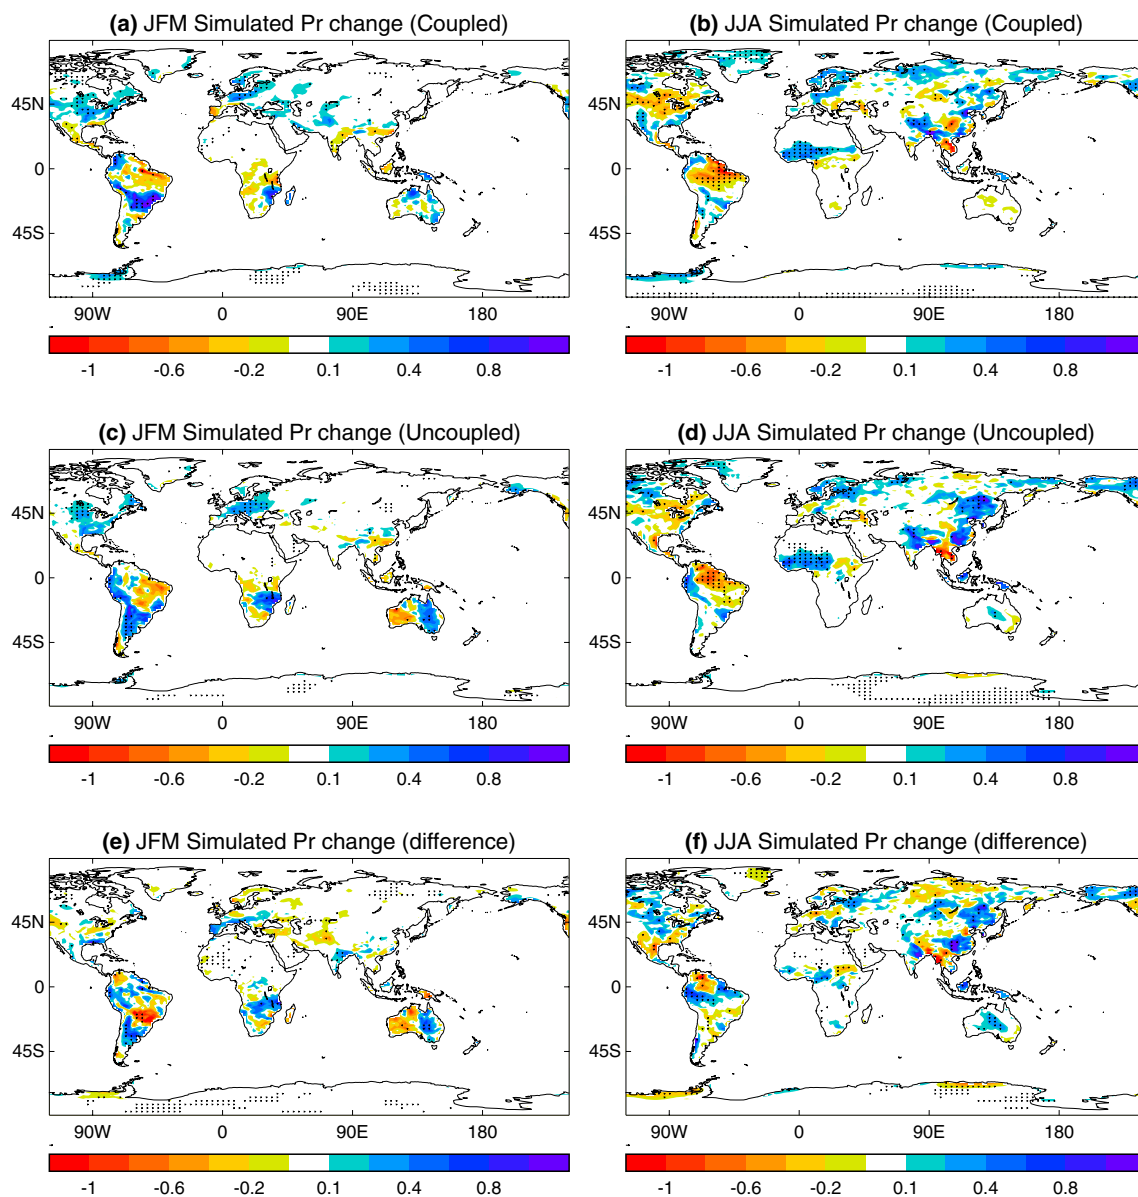 (a) JFM Simulated Pr change (Coupled)
45N
0
45S
90W 0 90E 180
-1 -0.6 -0.2 0.1 0.4 0.8
(b) JJA Simulated Pr change (Coupled)
45N
0
45S
90W 0 90E 180
-1 -0.6 -0.2 0.1 0.4 0.8
(c) JFM Simulated Pr change (Uncoupled)
45N
0
45S
90W 0 90E 180
-1 -0.6 -0.2 0.1 0.4 0.8
(d) JJA Simulated Pr change (Uncoupled)
45N
0
45S
90W 0 90E 180
-1 -0.6 -0.2 0.1 0.4 0.8
(e) JFM Simulated Pr change (difference)
45N
0
45S
90W 0 90E 180
-1 -0.6 -0.2 0.1 0.4 0.8
(f) JJA Simulated Pr change (difference)
45N
0
45S
90W 0 90E 180
-1 -0.6 -0.2 0.1 0.4 0.8